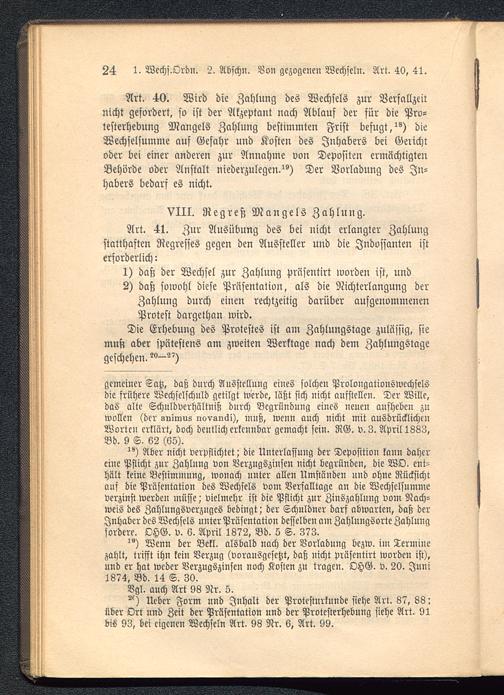 24 1. Wechs.Ordn. 2. Abschn. Von gezogenen Wechseln. Art. 40, 41.
Art. 40. Wird die Zahlung des Wechsels zur Verfallzeit
nicht gefordert, so ist der Akzeptant nach Ablauf der für die Pro-
testerhebung Mangels Zahlung bestimmten Frist befugt,¹⁸) die
Wechselsumme auf Gefahr und Kosten des Inhabers bei Gericht
oder bei einer anderen zur Annahme von Depositen ermächtigten
Behörde oder Anstalt niederzulegen.¹⁹) Der Vorladung des In-
habers bedarf es nicht.
VIII. Regreß Mangels Zahlung.
Art. 41. Zur Ausübung des bei nicht erlangter Zahlung
statthaften Regresses gegen den Aussteller und die Indossanten ist
erforderlich:
1) daß der Wechsel zur Zahlung präsentirt worden ist, und
2) daß sowohl diese Präsentation, als die Nichterlangung der
Zahlung durch einen rechtzeitig darüber aufgenommenen
Protest dargethan wird.
Die Erhebung des Protestes ist am Zahlungstage zulässig, sie
muß aber spätestens am zweiten Werktage nach dem Zahlungstage
geschehen.²⁰⁻²⁷)
gemeiner Satz, daß durch Ausstellung eines solchen Prolongationswechsels
die frühere Wechselschuld getilgt werde, läßt sich nicht aufstellen. Der Wille,
das alte Schuldverhältniß durch Begründung eines neuen aufheben zu
wollen (der animus novandi), muß, wenn auch nicht mit ausdrücklichen
Worten erklärt, doch deutlich erkennbar gemacht sein. RG. v. 3. April 1883,
Bd. 9 S. 62 (65).
¹⁸) Aber nicht verpflichtet; die Unterlassung der Deposition kann daher
eine Pflicht zur Zahlung von Verzugszinsen nicht begründen, die WO. ent-
hält keine Bestimmung, wonach unter allen Umständen und ohne Rücksicht
auf die Präsentation des Wechsels vom Verfalltage an die Wechselsumme
verzinst werden müsse; vielmehr ist die Pflicht zur Zinszahlung vom Nach-
weis des Zahlungsverzuges bedingt; der Schuldner darf abwarten, daß der
Inhaber des Wechsels unter Präsentation desselben am Zahlungsorte Zahlung
fordere. OHG. v. 6. April 1872, Bd. 5 S. 373.
¹⁹) Wenn der Bekl. alsbald nach der Vorladung bezw. im Termine
zahlt, trifft ihn kein Verzug (vorausgesetzt, daß nicht präsentirt worden ist),
und er hat weder Verzugszinsen noch Kosten zu tragen. OHG. v. 20. Juni
1874, Bd. 14 S. 30.
Vgl. auch Art 98 Nr. 5.
²⁰) Ueber Form und Inhalt der Protesturkunde siehe Art. 87, 88;
über Ort und Zeit der Präsentation und der Protesterhebung siehe Art. 91
bis 93, bei eigenen Wechseln Art. 98 Nr. 6, Art. 99.